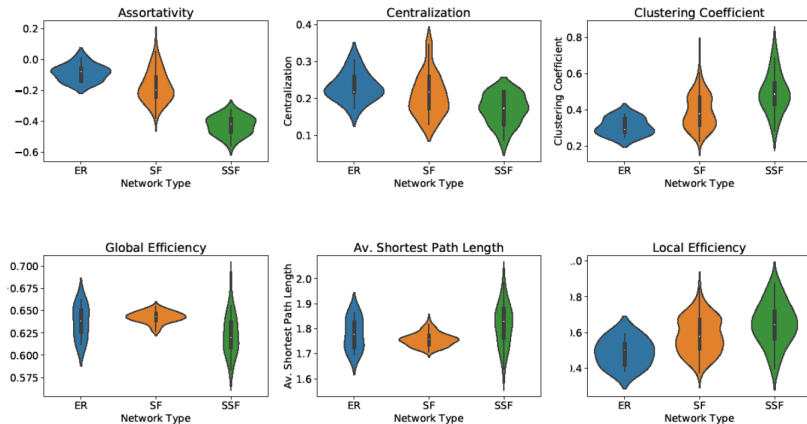 Assortativity
0.2
0.0
−0.2
−0.4
−0.6
ER SF SSF
Network Type
Centralization
Centralization
0.4
0.3
0.2
0.1
ER SF SSF
Network Type
Clustering Coefficient
Clustering Coefficient
0.8
0.6
0.4
0.2
ER SF SSF
Network Type
Global Efficiency
0.700
0.675
0.650
0.625
0.600
0.575
ER SF SSF
Network Type
Av. Shortest Path Length
Av. Shortest Path Length
2.0
1.9
1.8
1.7
1.6
ER SF SSF
Network Type
Local Efficiency
.0
.8
.6
.4
ER SF SSF
Network Type